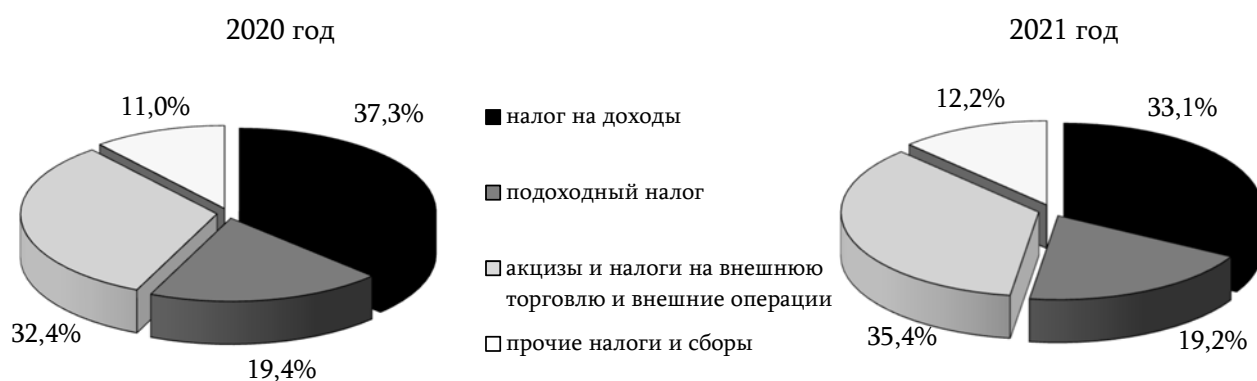 2020 год
11,0%
37,3%
32,4%
19,4%
налог на доходы
подоходный налог
акцизы и налоги на внешнюю
торговлю и внешние операции
прочие налоги и сборы
2021 год
12,2%
33,1%
35,4%
19,2%